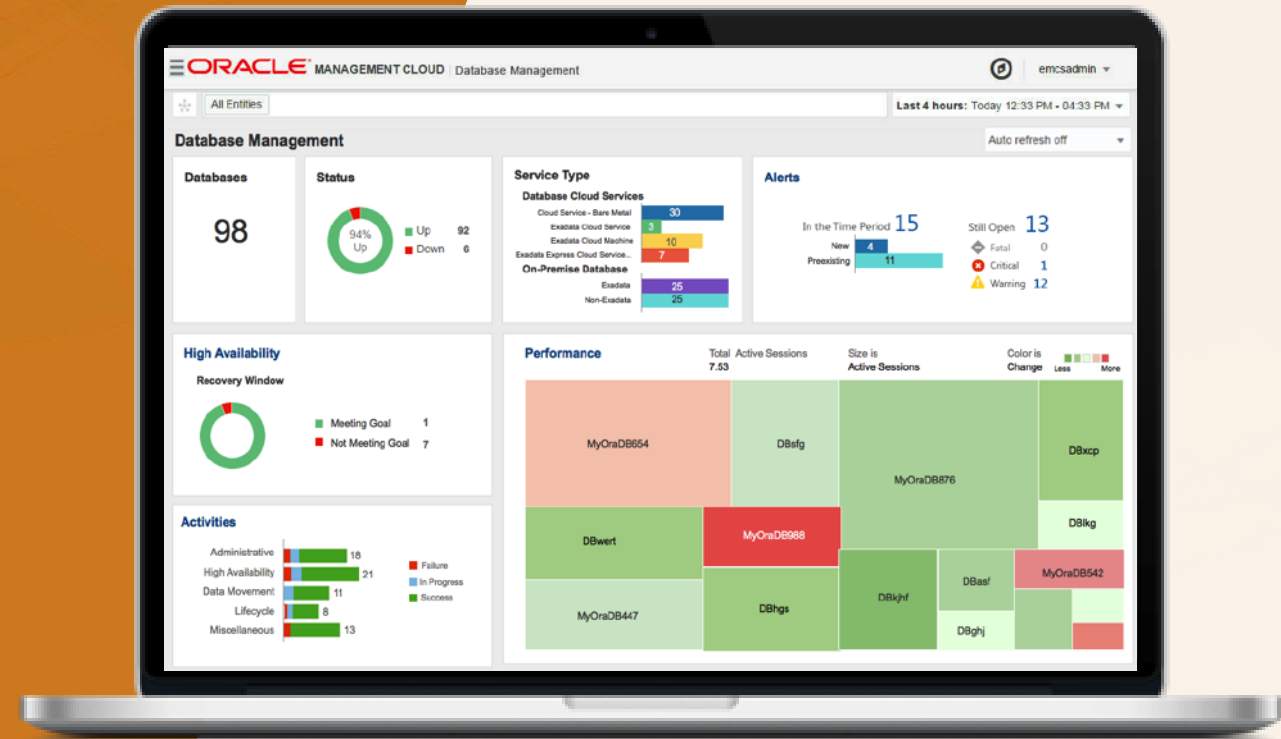 ORACLE MANAGEMENT CLOUD | Database Management
emcsadmin
All Entities
Last 4 hours: Today 12:33 PM - 04:33 PM
Database Management
Auto refresh off
Databases
98
Status
94%
Up
Up 92
Down 6
Service Type
Database Cloud Services
Cloud Service - Bare Metal 30
Exadata Cloud Service 3
Exadata Cloud Machine 10
Exadata Express Cloud Service... 7
On-Premise Database
Exadata 25
Non-Exadata 25
Alerts
In the Time Period 15
New 4
Preexisting 11
Still Open 13
Fatal 0
Critical 1
Warning 12
High Availability
Recovery Window
Meeting Goal 1
Not Meeting Goal 7
Activities
Administrative 18
High Availability 21
Data Movement 11
Lifecycle 8
Miscellaneous 13
Failure
In Progress
Success
Performance
Total Active Sessions
7.53
Size is
Active Sessions
Color is
Change
Less More
MyOraDB654
DBsfg
MyOraDB876
DBxcp
DBwert
MyOraDB988
DBlkg
MyOraDB447
DBhgs
DBkjhf
DBasf
MyOraDB542
DBghj